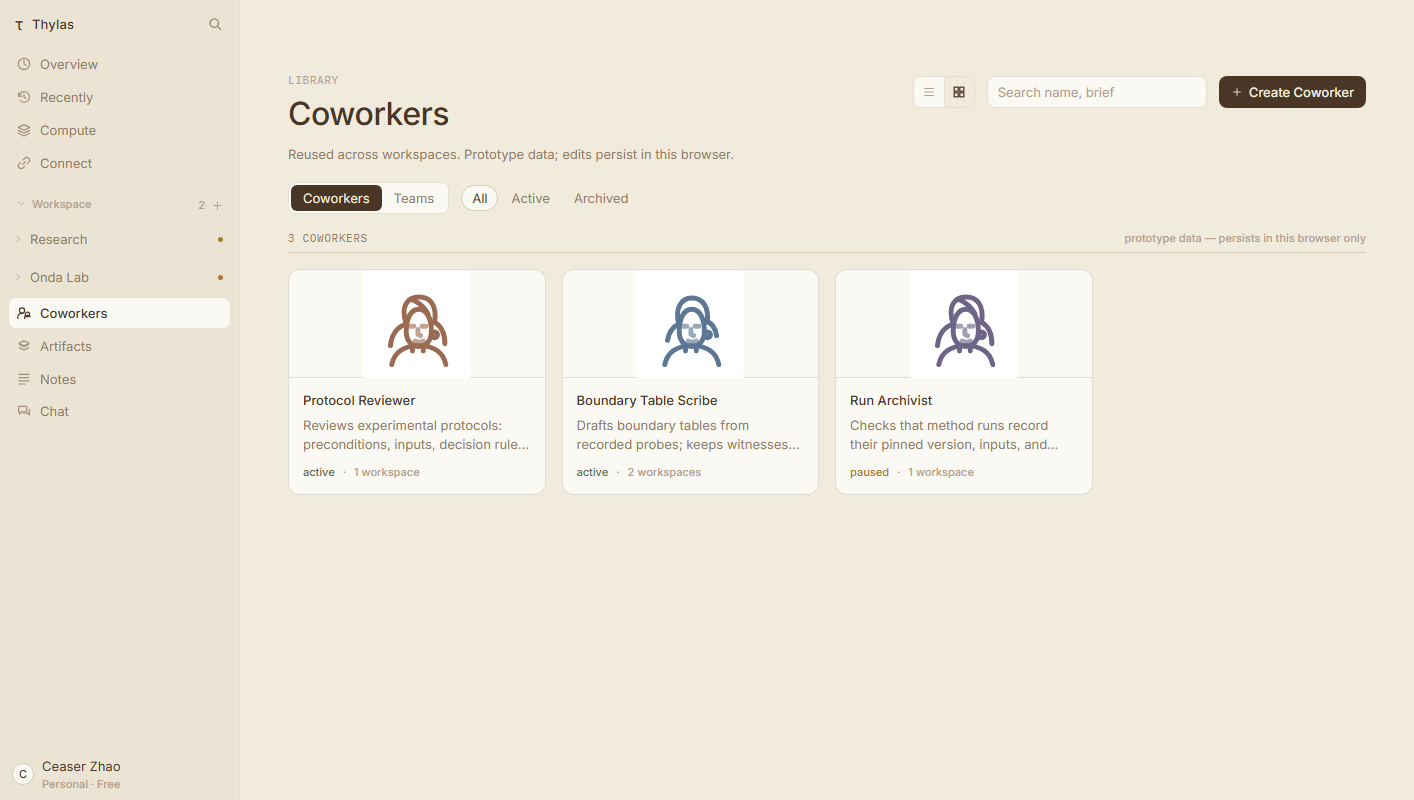 τ Thylas
Overview
Recently
Compute
Connect
Workspace 2 +
Research
Onda Lab
Coworkers
Artifacts
Notes
Chat
C
Ceaser Zhao
Personal · Free
LIBRARY
Coworkers
Reused across workspaces. Prototype data; edits persist in this browser.
Search name, brief
+ Create Coworker
Coworkers Teams All Active Archived
3 COWORKERS
prototype data — persists in this browser only
Protocol Reviewer
Reviews experimental protocols:
preconditions, inputs, decision rule...
active · 1 workspace
Boundary Table Scribe
Drafts boundary tables from
recorded probes; keeps witnesses...
active · 2 workspaces
Run Archivist
Checks that method runs record
their pinned version, inputs, and...
paused · 1 workspace